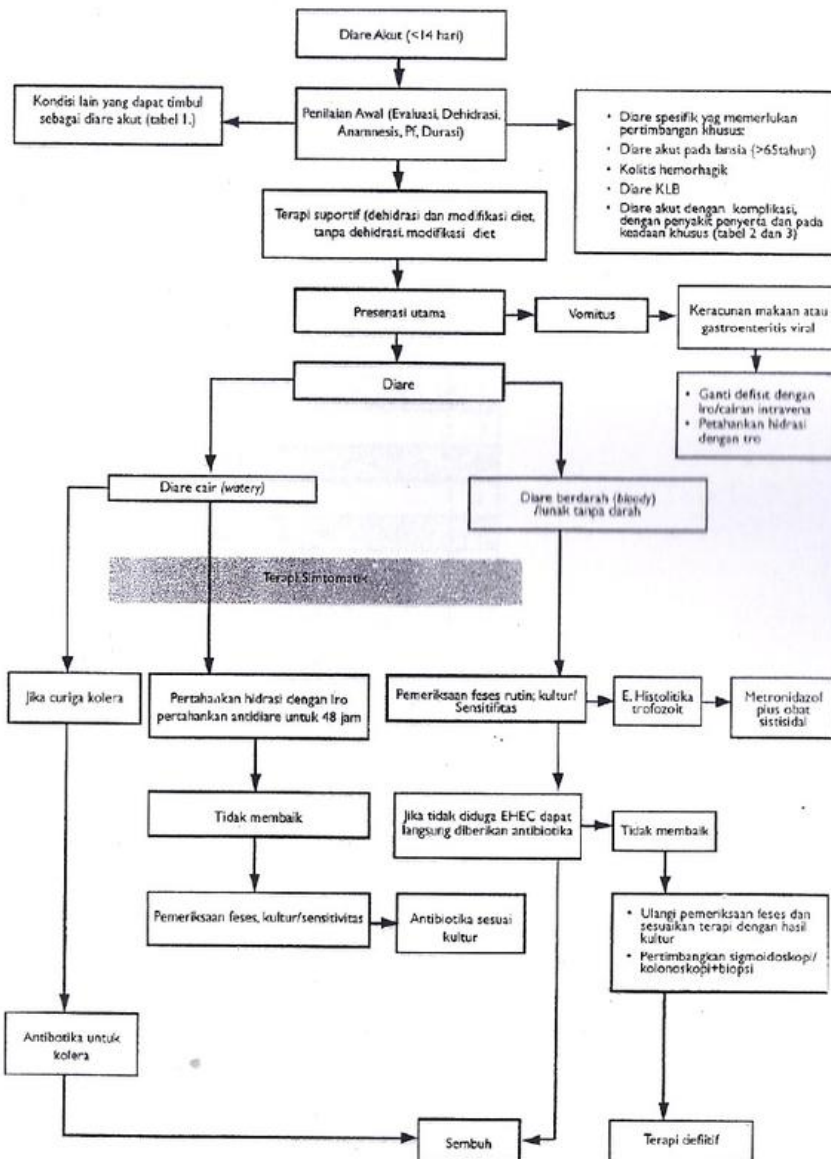 Diare Akut (<14 hari)
Kondisi lain yang dapat timbul
sebagai diare akut (tabel 1.)
Penilaian Awal (Evaluasi, Dehidrasi,
Anamnesis, Pf, Durasi)
• Diare spesifik yag memerlukan
pertimbangan khusus:
• Diare akut pada lansia (>65tahun)
• Kolitis hemorhagik
• Diare KLB
• Diare akut dengan komplikasi,
dengan penyakit penyerta dan pada
keadaan khusus (tabel 2 dan 3)
Terapi suportif (dehidrasi dan modifikasi diet,
tanpa dehidrasi, modifikasi diet
Presenasi utama
Vomitus
Keracunan makaan atau
gastroenteritis viral
Diare
• Ganti defisit dengan
lro/cairan intravena
• Petahankan hidrasi
dengan tro
Diare cair (watery)
Diare berdarah (bloody)
/lunak tanpa darah
Terapi Simtomatik
Jika curiga kolera
Pertahankan hidrasi dengan lro
pertahankan antidiare untuk 48 jam
Pemeriksaan feses rutin; kultur/
Sensitifitas
E. Histolitika
trofozoit
Metronidazol
plus obat
sistisidal
Tidak membaik
Jika tidak diduga EHEC dapat
langsung diberikan antibiotika
Tidak membaik
Pemeriksaan feses, kultur/sensitivitas
Antibiotika sesuai
kultur
• Ulangi pemeriksaan feses dan
sesuaikan terapi dengan hasil
kultur
• Pertimbangkan sigmoidoskopi/
kolonoskopi+biopsi
Antibotika untuk
kolera
Sembuh
Terapi defiitif